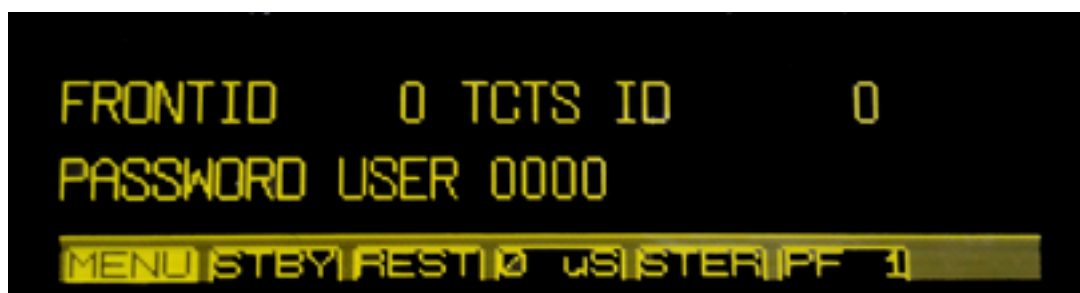 FRONTID 0 TCTS ID 0
PASSWORD USER 0000
MENU STBY REST 0 uS STER PF 1